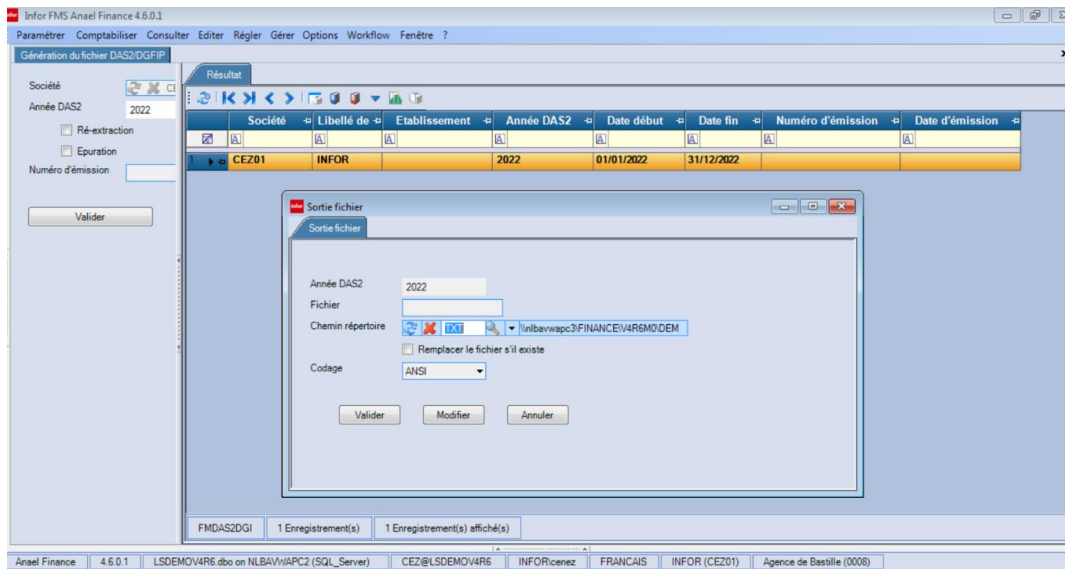 Infor FMS Anael Finance 4.6.0.1
Paramétrer Comptabiliser Consulter Editer Régler Gérer Options Workflow Fenêtre ?
Génération du fichier DAS2/DGFIP
Société
Année DAS2 2022
Ré-extraction
Epuration
Numéro d'émission
Valider
Résultat
Société Libellé de Etablissement Année DAS2 Date début Date fin Numéro d'émission Date d'émission
1 CEZ01 INFOR 2022 01/01/2022 31/12/2022
Sortie fichier
Sortie fichier
Année DAS2 2022
Fichier
Chemin répertoire TXT \\nlbavwapc3\FINANCE\V4R6M0\DEM
Remplacer le fichier s'il existe
Codage ANSI
Valider Modifier Annuler
FMDAS2DGI 1 Enregistrement(s) 1 Enregistrement(s) affiché(s)
Anael Finance 4.6.0.1 LSDEMOV4R6.dbo on NLBAVWAPC2 (SQL_Server) CEZ@LSDEMOV4R6 INFOR\cenez FRANCAIS INFOR (CEZ01) Agence de Bastille (0008)